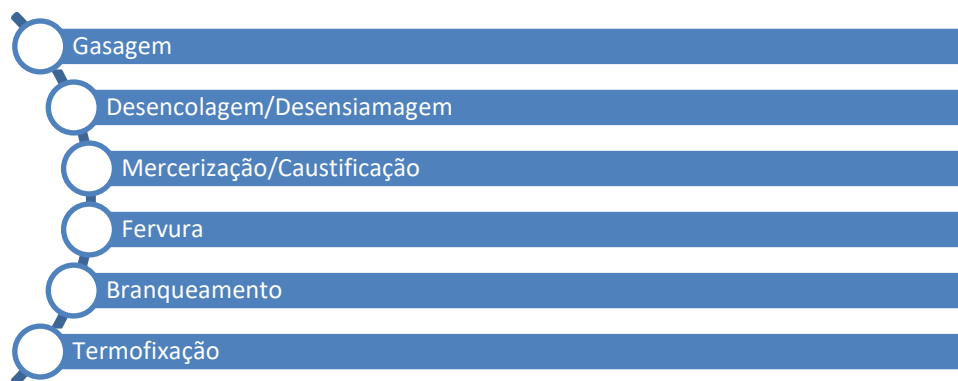 Gasagem
Desencolagem/Desensiamagem
Mercerização/Caustificação
Fervura
Branqueamento
Termofixação